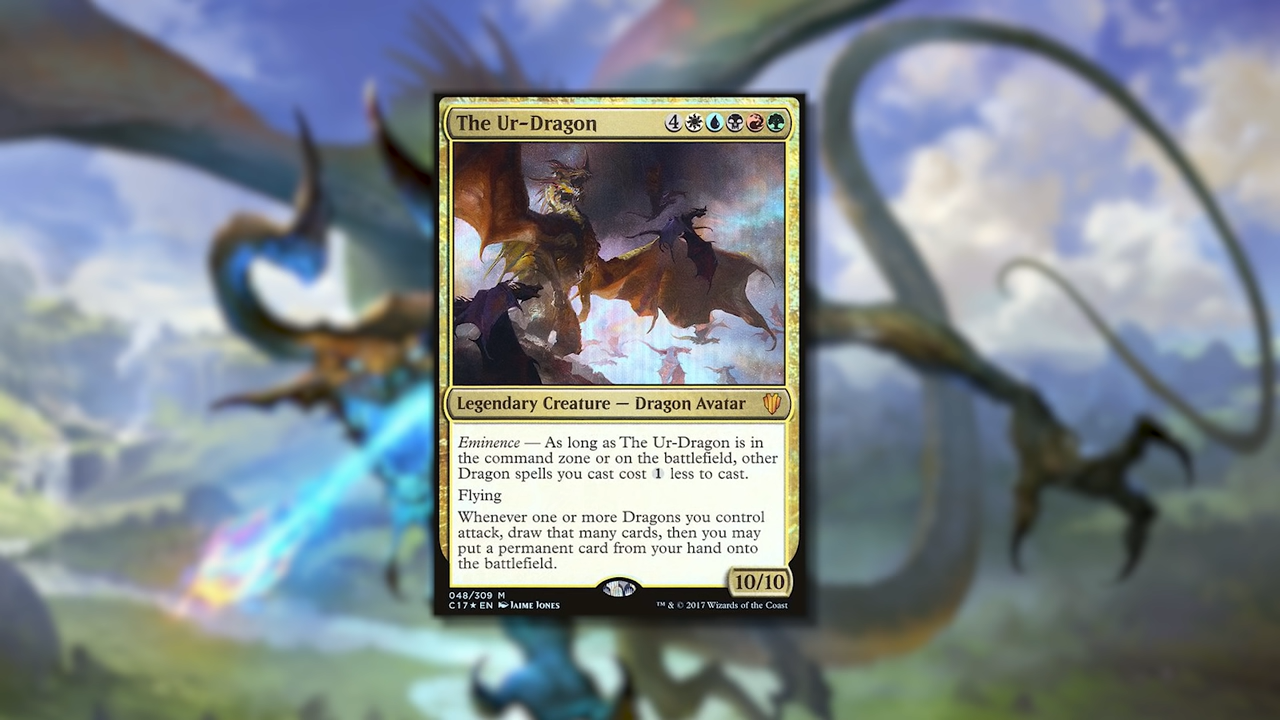 The Ur-Dragon 4
Legendary Creature — Dragon Avatar
Eminence — As long as The Ur-Dragon is in
the command zone or on the battlefield, other
Dragon spells you cast cost 1 less to cast.
Flying
Whenever one or more Dragons you control
attack, draw that many cards, then you may
put a permanent card from your hand onto
the battlefield.
10/10
048/309 M
C17★EN Jaime Jones ™ & © 2017 Wizards of the Coast